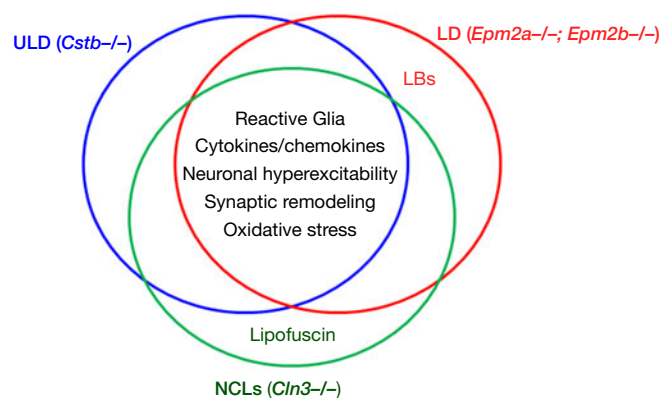 ULD (Cstb–/–)
LD (Epm2a–/–; Epm2b–/–)
LBs
Reactive Glia
Cytokines/chemokines
Neuronal hyperexcitability
Synaptic remodeling
Oxidative stress
Lipofuscin
NCLs (Cln3–/–)